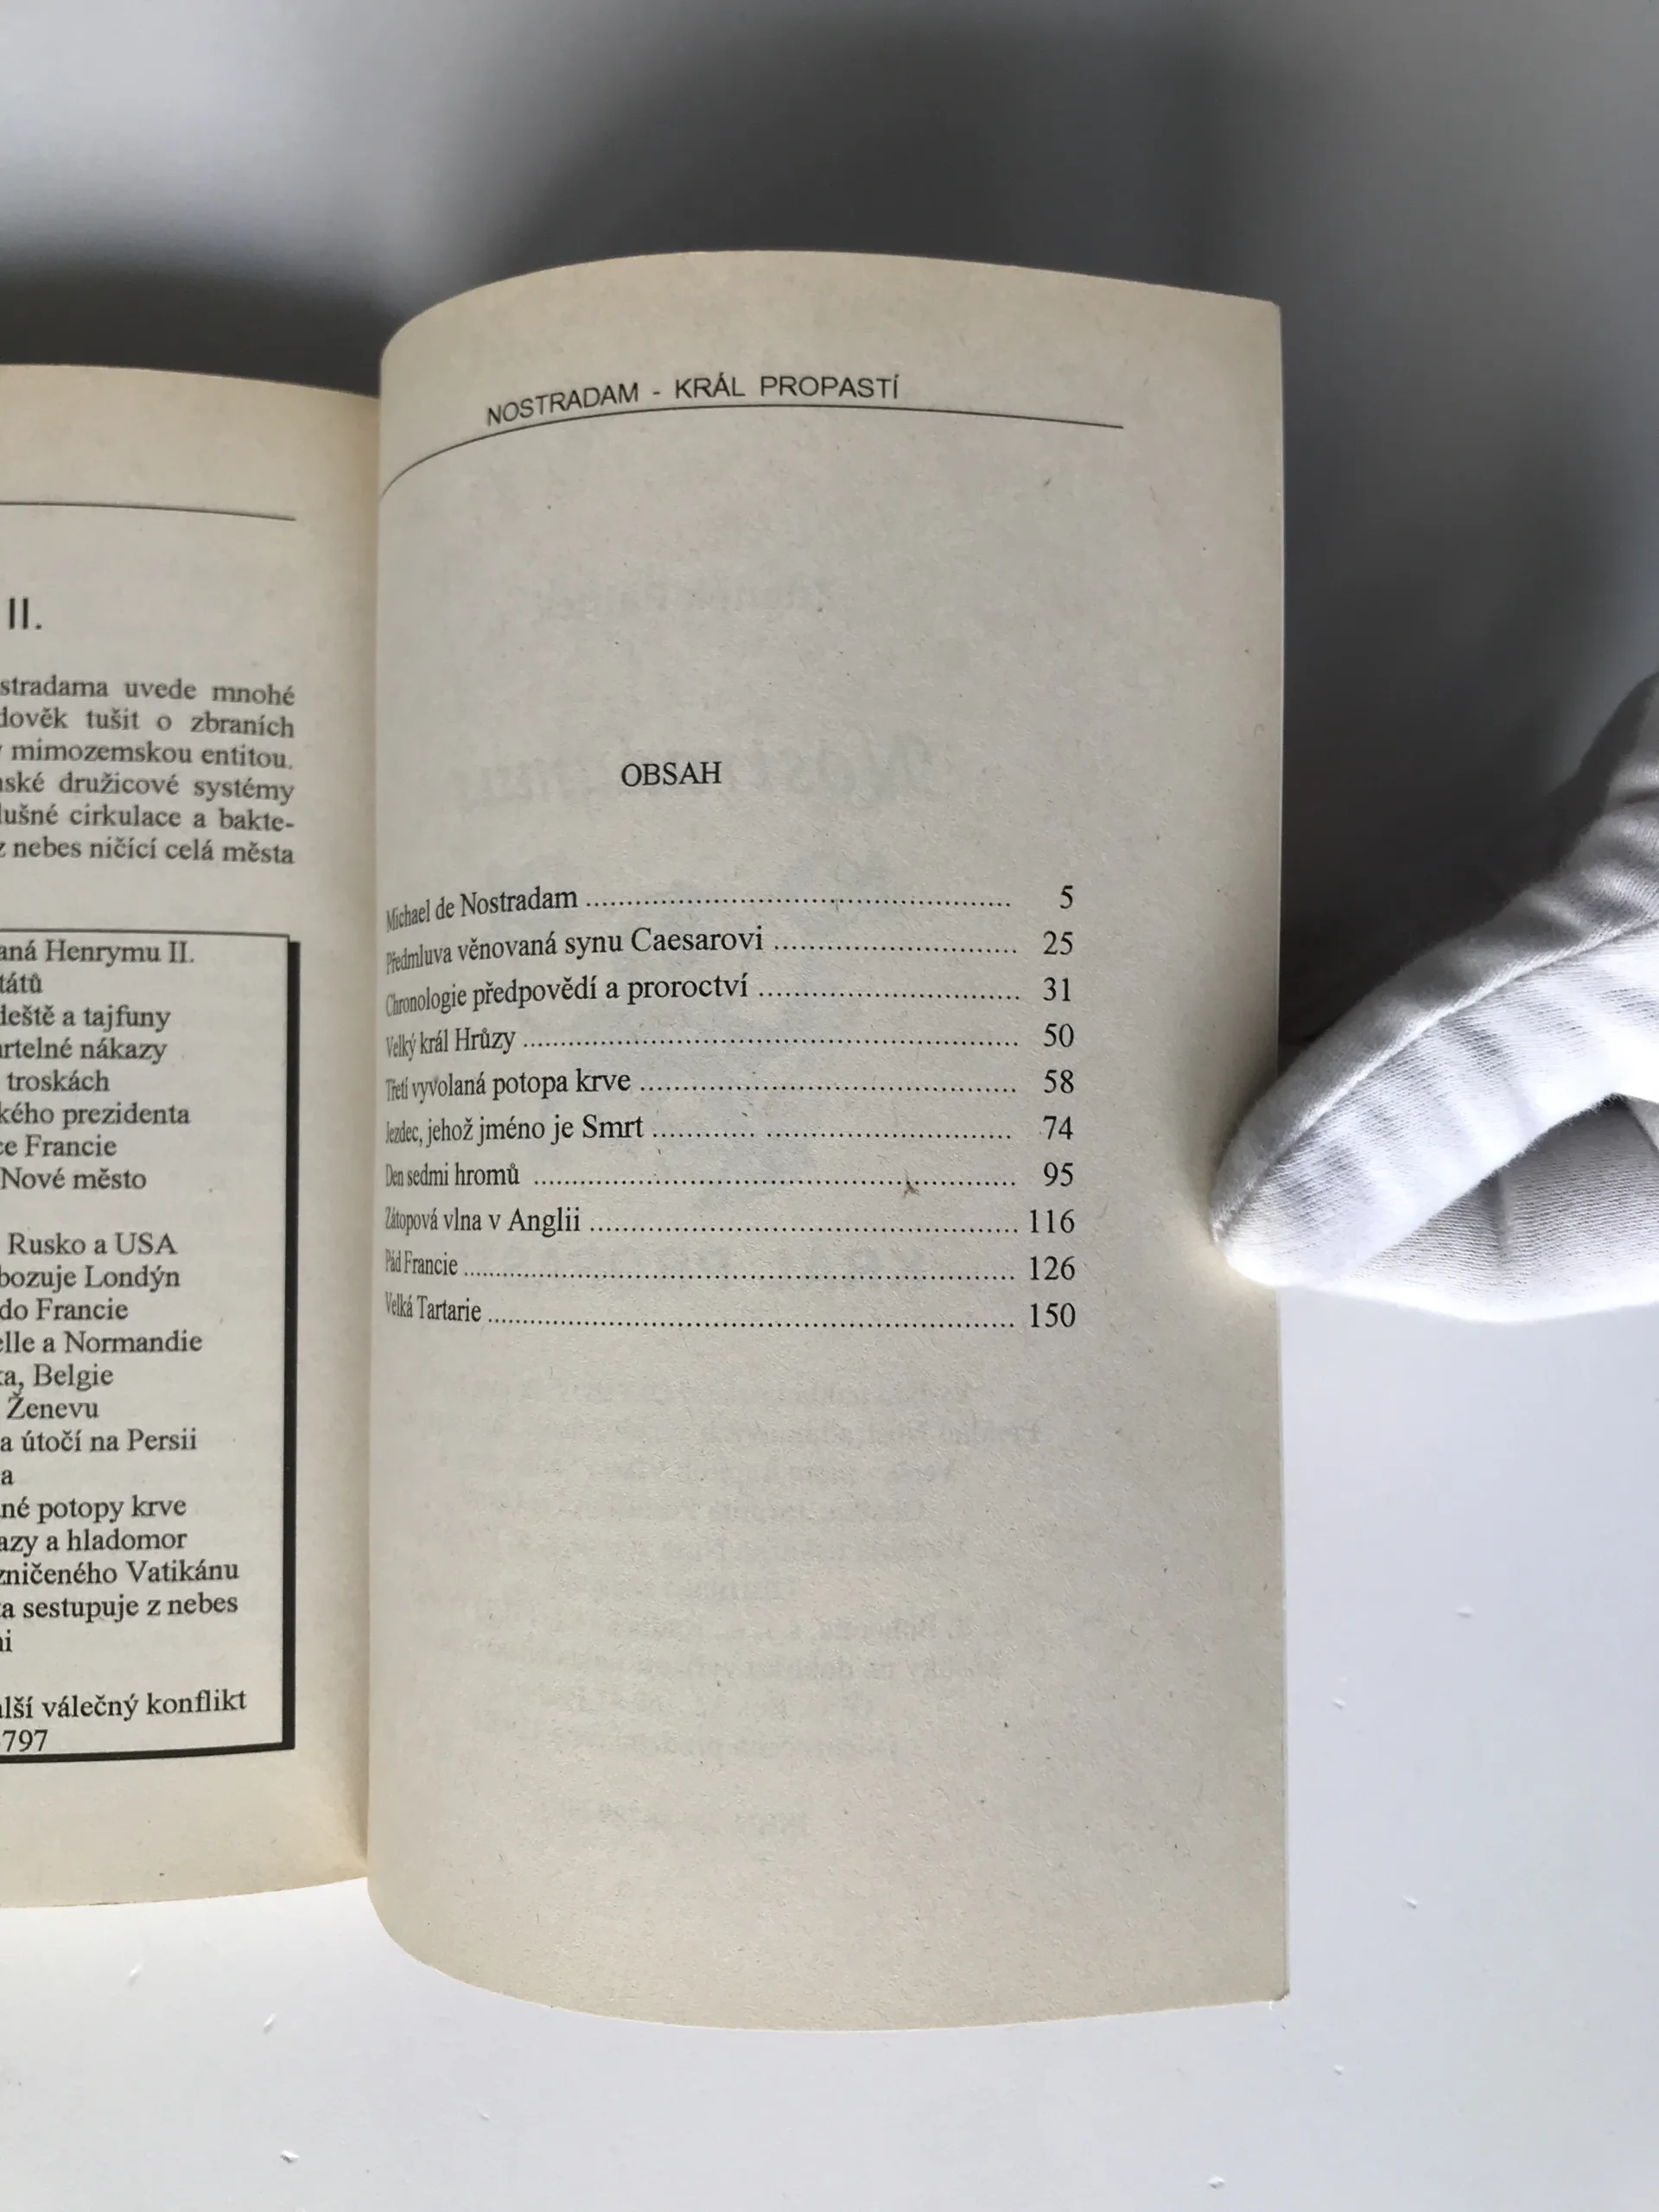 II.
stradama uvede mnohé
dověk tušit o zbraních
mimozemskou entitou.
ské družicové systémy
lušné cirkulace a bakte-
z nebes ničící celá města
aná Henrymu II.
tátů
deště a tajfuny
rtelné nákazy
troskách
kého prezidenta
ce Francie
Nové město
Rusko a USA
bozuje Londýn
do Francie
elle a Normandie
ka, Belgie
Ženevu
a útočí na Persii
a
né potopy krve
azy a hladomor
zničeného Vatikánu
ta sestupuje z nebes
ni
alší válečný konflikt
797
NOSTRADAM - KRÁL PROPASTÍ
OBSAH
Michael de Nostradam ........ 5
Předmluva věnovaná synu Caesarovi ........ 25
Chronologie předpovědí a proroctví ........ 31
Velký král Hrůzy ........ 50
Třetí vyvolaná potopa krve ........ 58
Jezdec, jehož jméno je Smrt ........ 74
Den sedmi hromů ........ 95
Zátopová vlna v Anglii ........ 116
Pád Francie ........ 126
Velká Tartarie ........ 150